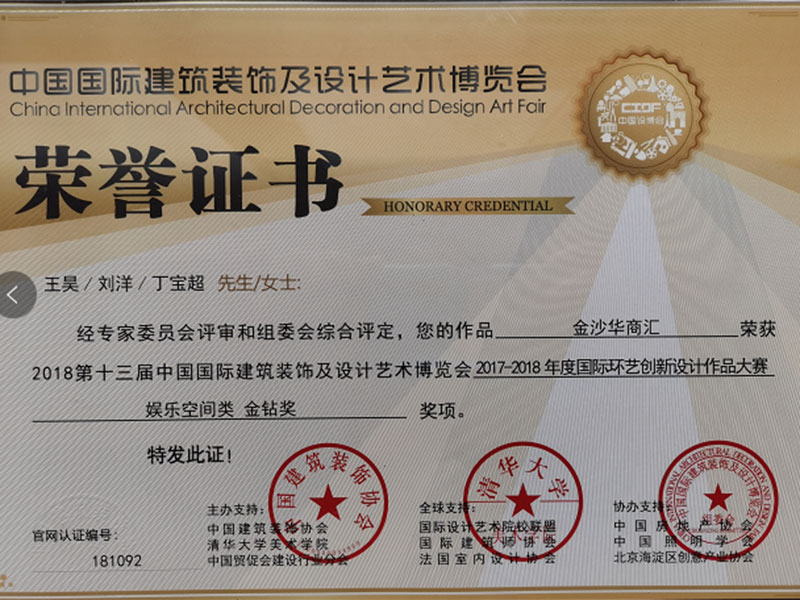 中国国际建筑装饰及设计艺术博览会
China International Architectural Decoration and Design Art Fair
CIDF
中国设博会
荣誉证书
HONORARY CREDENTIAL
王昊/刘洋/丁宝超 先生/女士:
经专家委员会评审和组委会综合评定，您的作品 金沙华商汇 荣获
2018第十三届中国国际建筑装饰及设计艺术博览会 2017-2018 年度国际环艺创新设计作品大赛
娱乐空间类 金钻奖 奖项。
特发此证！
主办支持：
中国建筑装饰协会
清华大学美术学院
中国贸促会建设行业分会
全球支持：
国际设计艺术院校联盟
国际建筑师协会
法国室内设计协会
协办支持：
中国房地产协会
中国照明学会
北京海淀区创意产业协会
官网认证编号：
181092
中国建筑装饰协会
清华大学
组委会